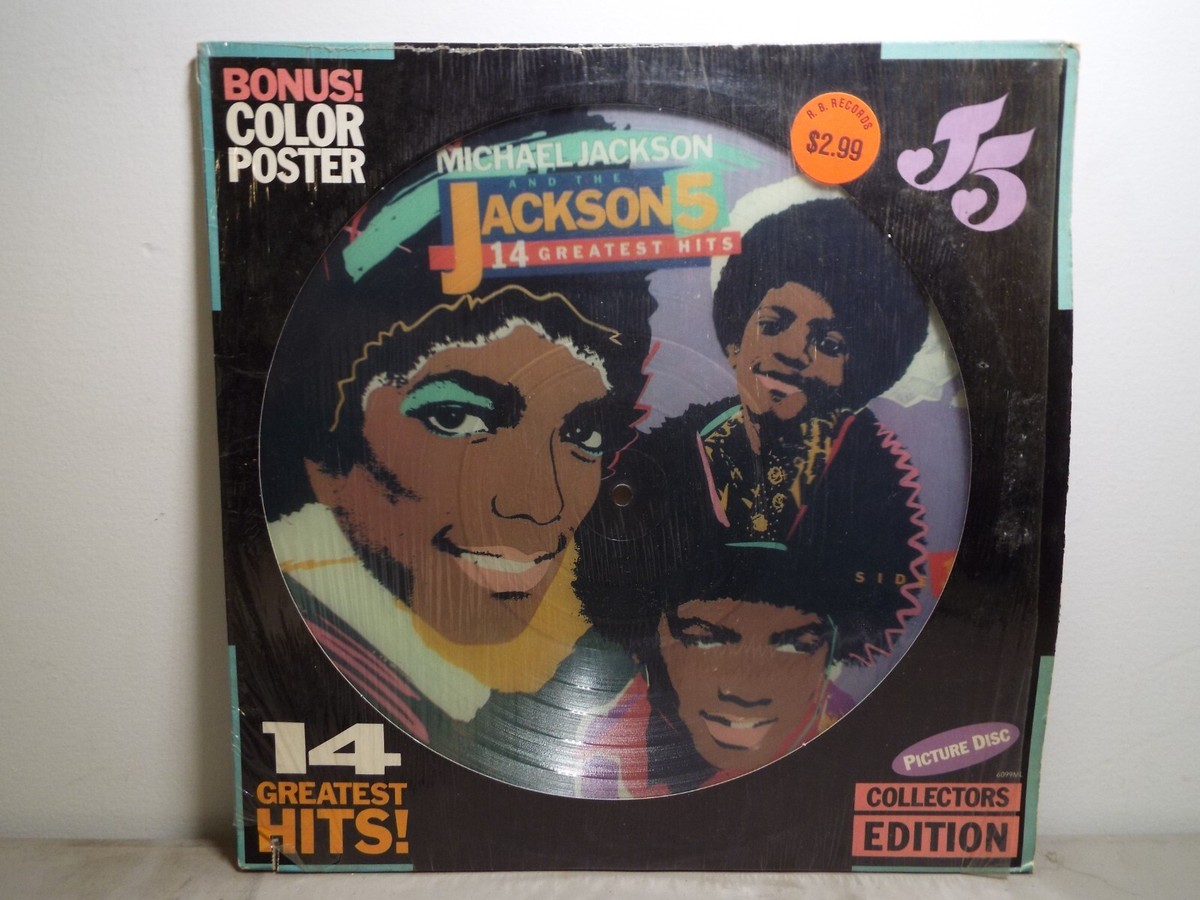 BONUS!
COLOR
POSTER
R. B. RECORDS
$2.99
J5
MICHAEL JACKSON
AND THE
JACKSON 5
14 GREATEST HITS
SIDE
14
GREATEST
HITS!
PICTURE DISC
COLLECTORS
EDITION